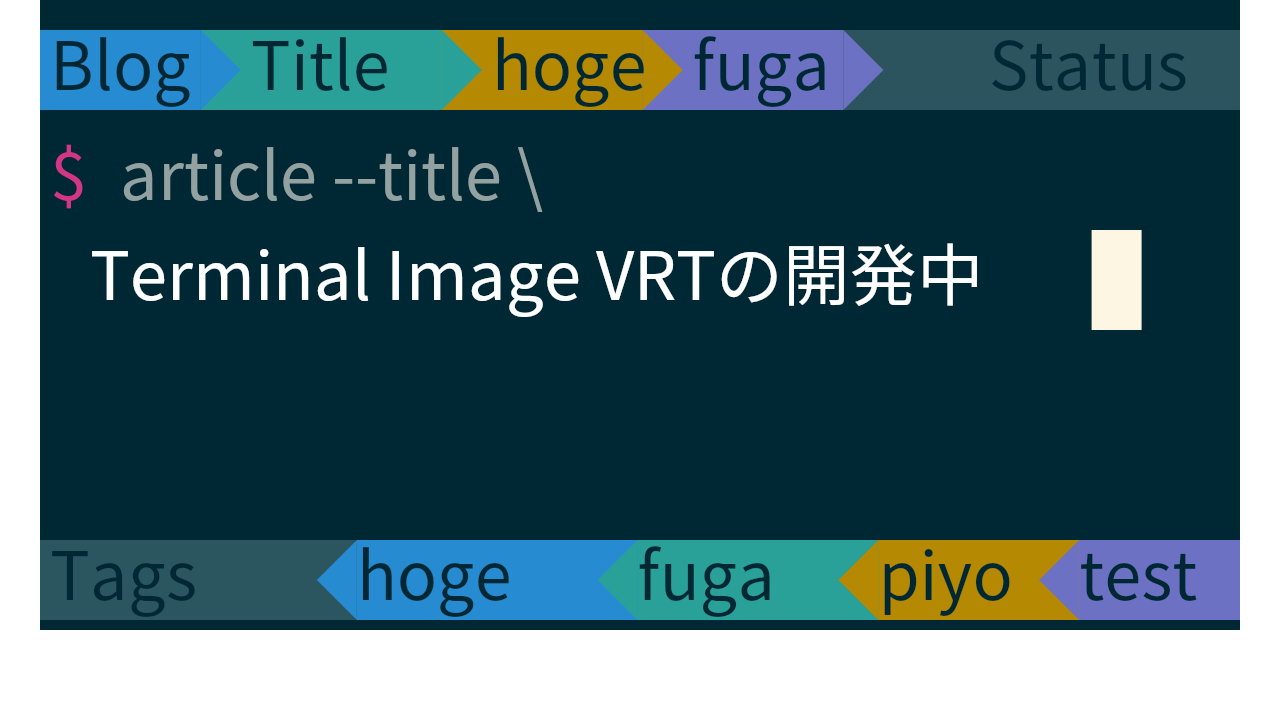 Blog Title hoge fuga Status
$ article --title \
Terminal Image VRTの開発中
Tags hoge fuga piyo test